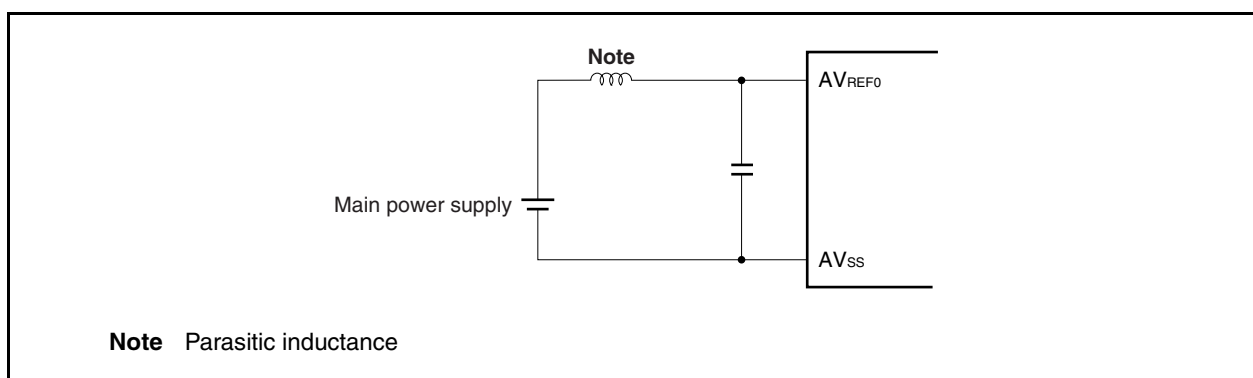 Note
AVREF0
Main power supply
AVSS
Note Parasitic inductance